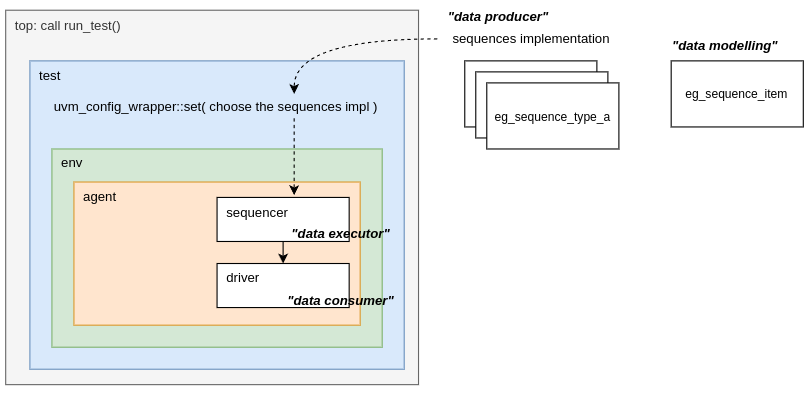 top: call run_test()
"data producer"
sequences implementation
"data modelling"
test
uvm_config_wrapper::set( choose the sequences impl )
eg_sequence_type_a
eg_sequence_item
env
agent
sequencer
"data executor"
driver
"data consumer"